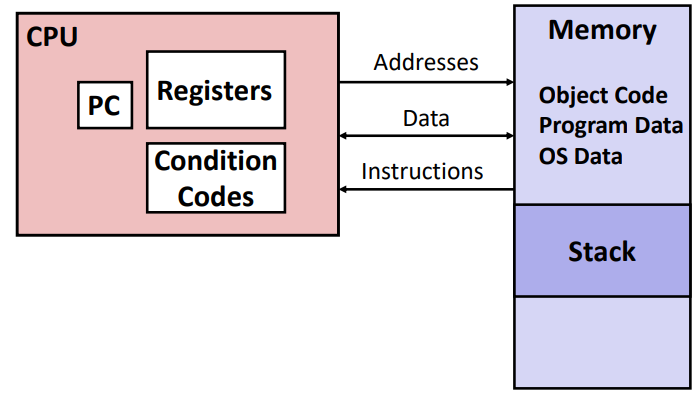 CPU
PC
Registers
Condition
Codes
Addresses
Data
Instructions
Memory
Object Code
Program Data
OS Data
Stack